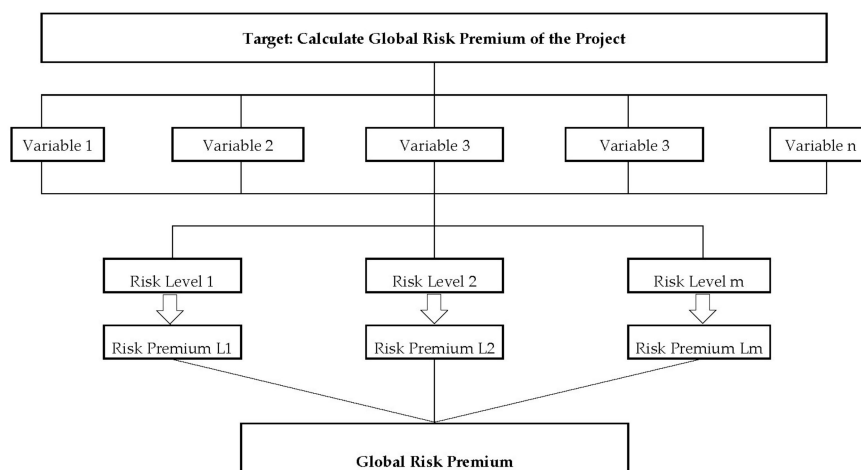 Target: Calculate Global Risk Premium of the Project
Variable 1
Variable 2
Variable 3
Variable 3
Variable n
Risk Level 1
Risk Level 2
Risk Level m
Risk Premium L1
Risk Premium L2
Risk Premium Lm
Global Risk Premium